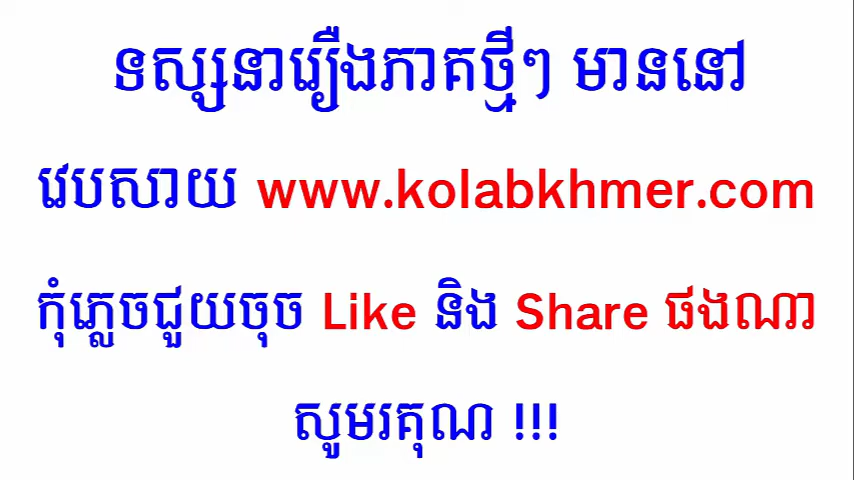 ទស្សនារឿងភាគថ្មីៗ មាននៅ
វេបសាយ www.kolabkhmer.com
កុំភ្លេចជួយចុច Like និង Share ផងណា
សូមរគុណ !!!